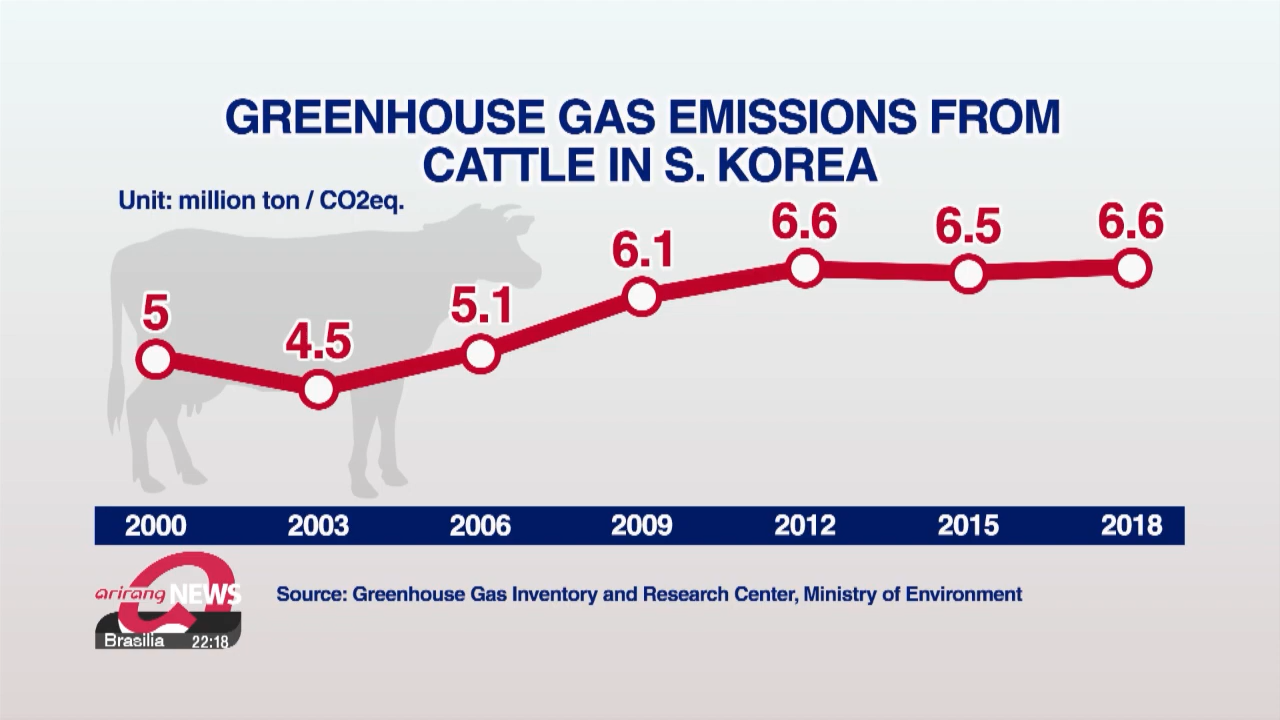 GREENHOUSE GAS EMISSIONS FROM
CATTLE IN S. KOREA
Unit: million ton / CO2eq.
5
4.5
5.1
6.1
6.6
6.5
6.6
2000 2003 2006 2009 2012 2015 2018
arirang NEWS
Source: Greenhouse Gas Inventory and Research Center, Ministry of Environment
Brasilia 22:18